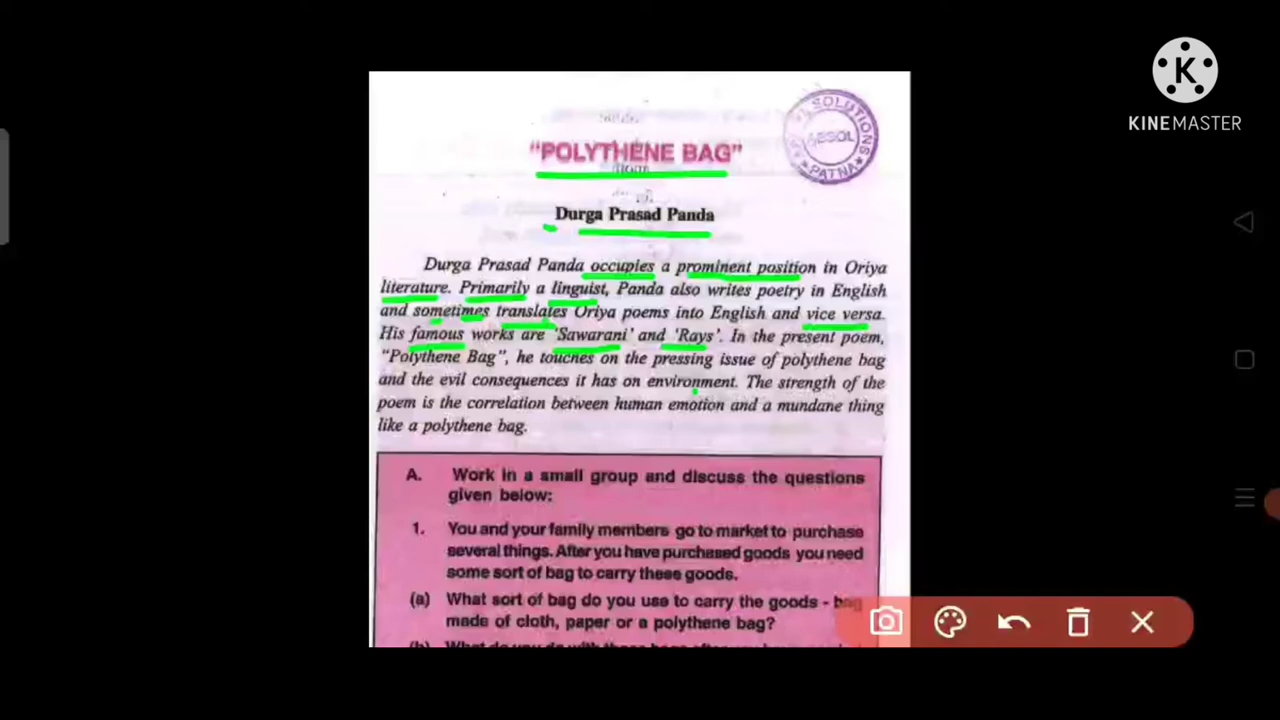 KINEMASTER
SOLUTIONS
PATNA
"POLYTHENE BAG"
Durga Prasad Panda
Durga Prasad Panda occupies a prominent position in Oriya
literature. Primarily a linguist, Panda also writes poetry in English
and sometimes translates Oriya poems into English and vice versa.
His famous works are 'Sawarani' and 'Rays'. In the present poem,
"Polythene Bag", he touches on the pressing issue of polythene bag
and the evil consequences it has on environment. The strength of the
poem is the correlation between human emotion and a mundane thing
like a polythene bag.
A. Work in a small group and discuss the questions
given below:
1. You and your family members go to market to purchase
several things. After you have purchased goods you need
some sort of bag to carry these goods.
(a) What sort of bag do you use to carry the goods - bag
made of cloth, paper or a polythene bag?